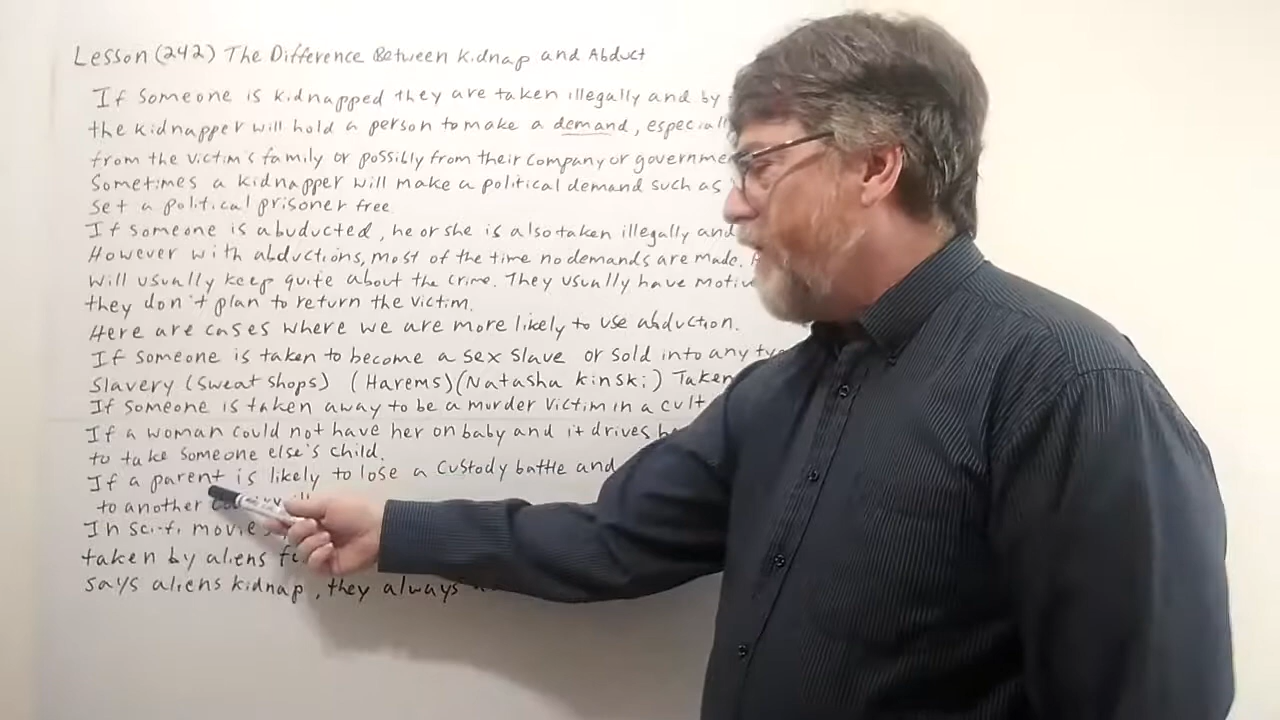 Lesson (242) The Difference Between Kidnap and Abduct
If someone is kidnapped they are taken illegally and by
the kidnapper will hold a person to make a demand, especially
from the victim's family or possilly from their company or governme
Sometimes a kidnapper will make a political demand such as
set a political prisoner free.
If someone is abuducted, he or she is also taken illegally and
However with abductions, most of the time no demands are made.
will usually keep quite about the crime. They usually have motive
they don't plan to return the victim.
Here are cases where we are more likely to use abduction.
If someone is taken to become a sex slave or sold into any typ
Slavery (Sweat shops) (Harems) (Natasha Kinski) Taken
If someone is taken away to be a murder victim in a cult
If a woman could not have her on baby and it drives he
to take someone else's child.
If a parent is likely to lose a custody battle and
to another
In sci-fi movies
taken by aliens
says aliens kidnap, they always